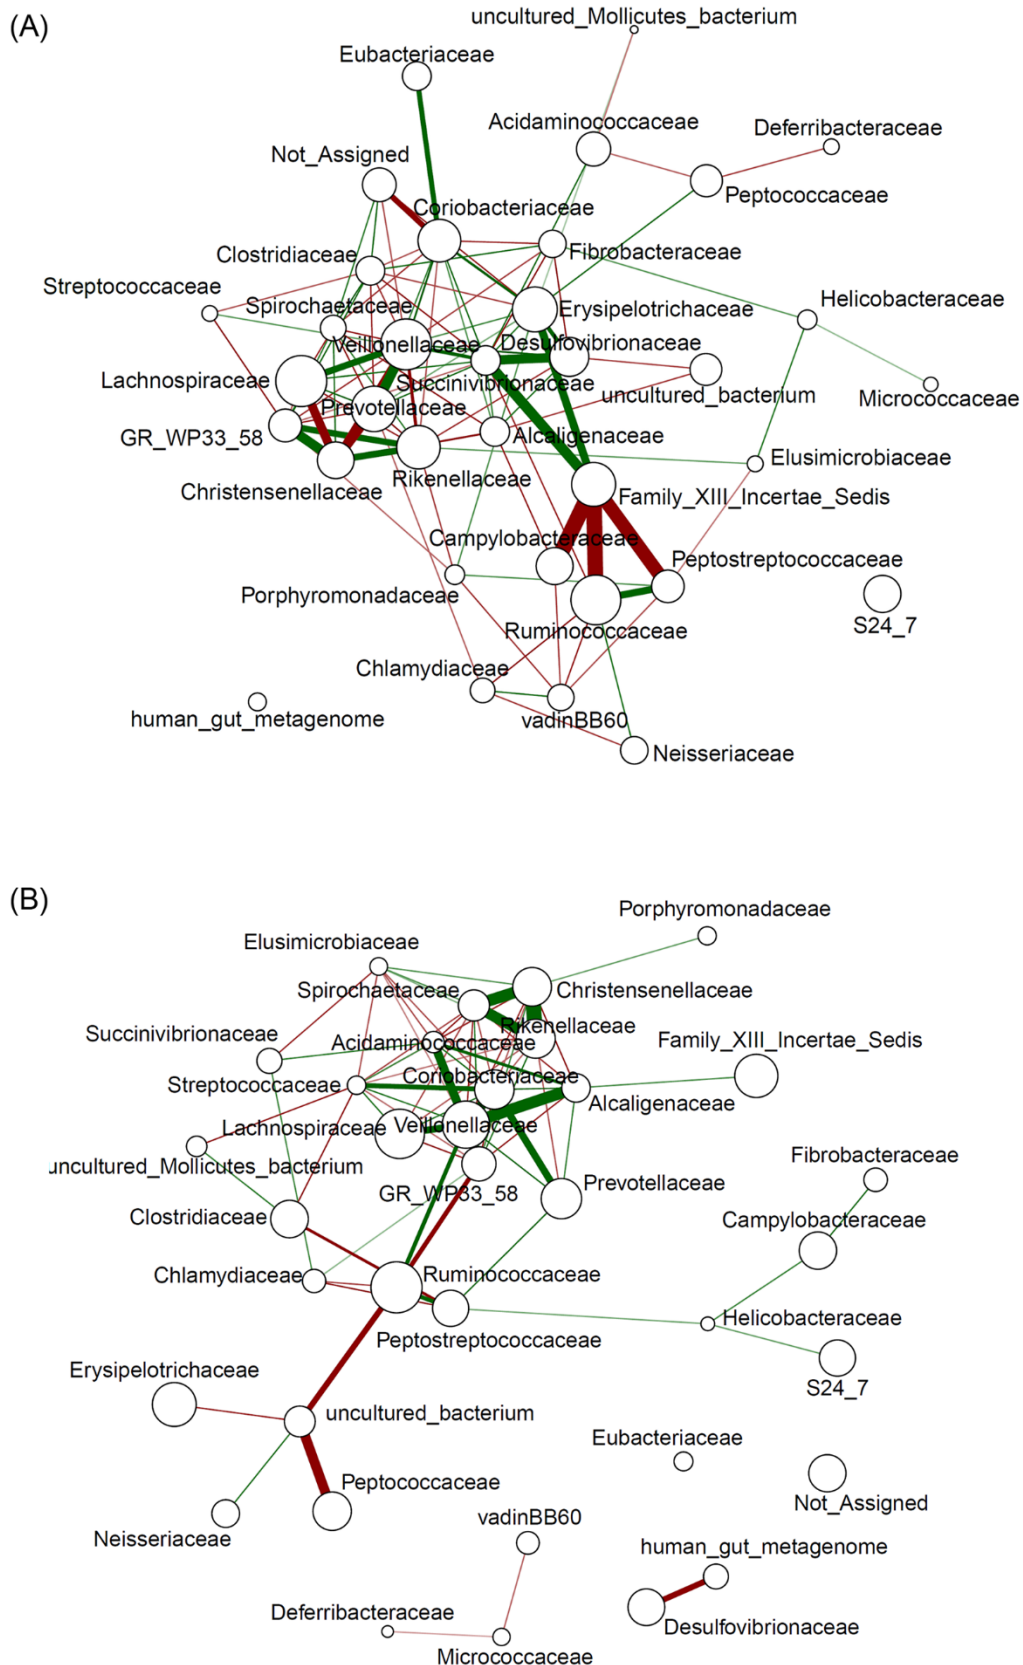 (A)
uncultured_Mollicutes_bacterium
Eubacteriaceae
Acidaminococcaceae
Deferribacteraceae
Not_Assigned
Peptococcaceae
Coriobacteriaceae
Clostridiaceae
Fibrobacteraceae
Streptococcaceae
Spirochaetaceae
Erysipelotrichaceae
Helicobacteraceae
Veillonellaceae
Desulfovibrionaceae
Lachnospiraceae
Succinivibrionaceae
uncultured_bacterium
Micrococcaceae
Prevotellaceae
GR_WP33_58
Alcaligenaceae
Christensenellaceae
Rikenellaceae
Elusimicrobiaceae
Family_XIII_Incertae_Sedis
Campylobacteraceae
Peptostreptococcaceae
Porphyromonadaceae
Ruminococcaceae
S24_7
Chlamydiaceae
human_gut_metagenome
vadinBB60
Neisseriaceae
(B)
Porphyromonadaceae
Elusimicrobiaceae
Spirochaetaceae
Christensenellaceae
Rikenellaceae
Succinivibrionaceae
Acidaminococcaceae
Family_XIII_Incertae_Sedis
Streptococcaceae
Coriobacteriaceae
Alcaligenaceae
Lachnospiraceae
Veillonellaceae
uncultured_Mollicutes_bacterium
Fibrobacteraceae
GR_WP33_58
Prevotellaceae
Clostridiaceae
Campylobacteraceae
Chlamydiaceae
Ruminococcaceae
Helicobacteraceae
Peptostreptococcaceae
Erysipelotrichaceae
S24_7
uncultured_bacterium
Eubacteriaceae
Peptococcaceae
Not_Assigned
vadinBB60
Neisseriaceae
human_gut_metagenome
Deferribacteraceae
Desulfovibrionaceae
Micrococcaceae